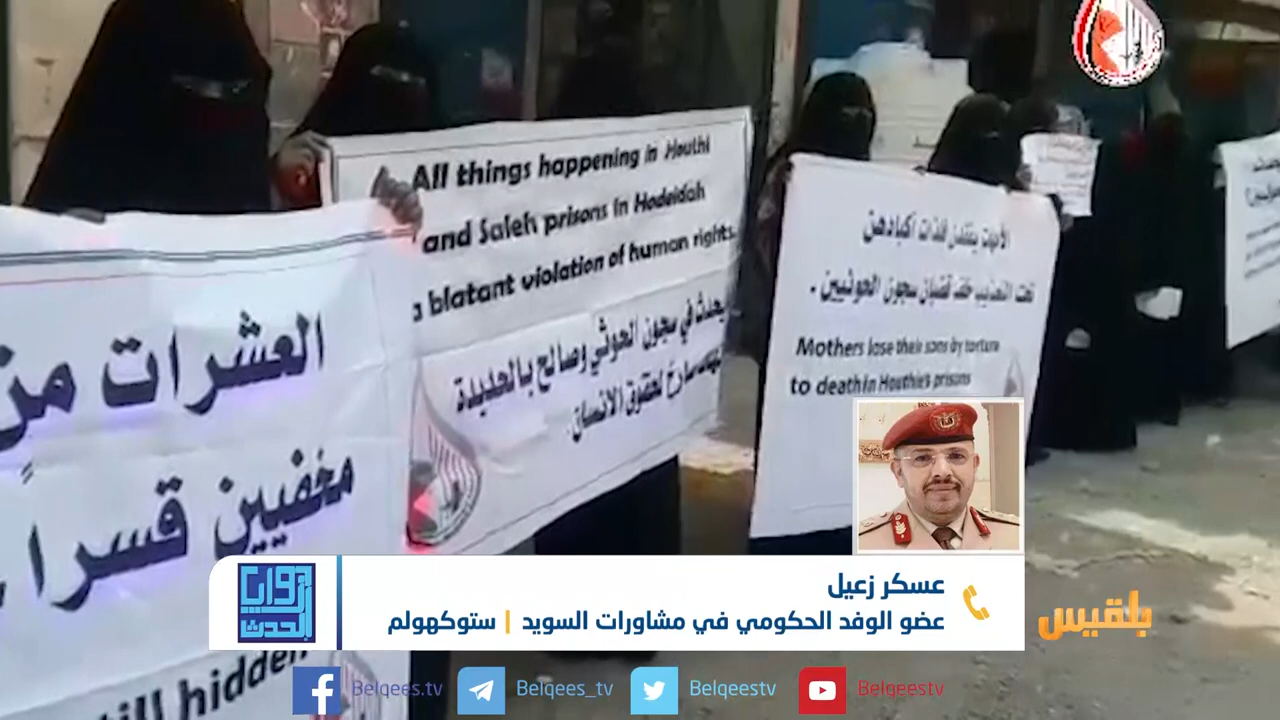 All things happening in Houthi
and Saleh prisons in Hodeidah
a blatant violation of human rights.
يحدث في سجون الحوثي وصالح بالحديدة
صارخ لحقوق الانسان.
العشرات من
مخفيين قسراً
still hidden
الأمهات يفقدن فلذات أكبادهن
تحت التعذيب خلف قضبان سجون الحوثيين .
Mothers lose their sons by torture
to death in Houthie's prisons
زوايا الحدث
عسكر زعيل
عضو الوفد الحكومي في مشاورات السويد | ستوكهولم
بلقيس
Belqees.tv
Belqees_tv
Belqeestv
Belqeestv